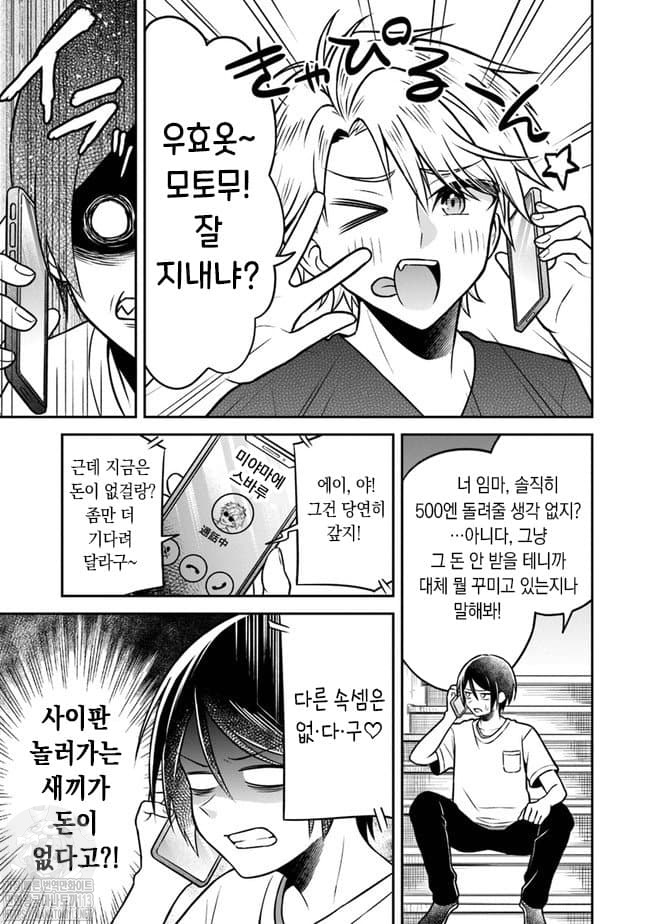 きゃぴるーん
우효옷~
모토무!
잘
지내냐?
イラ
너 임마, 솔직히
500엔 돌려줄 생각 없지?
…아니다, 그냥
그 돈 안 받을 테니까
대체 뭘 꾸미고 있는지나
말해봐!
에이, 야!
그건 당연히
갚지!
미야마에
스바루
通話中
근데 지금은
돈이 없걸랑?
좀만 더
기다려
달라구~
다른 속셈은
없·다·구♡
사이판
놀러가는
새끼가
돈이
없다고?!